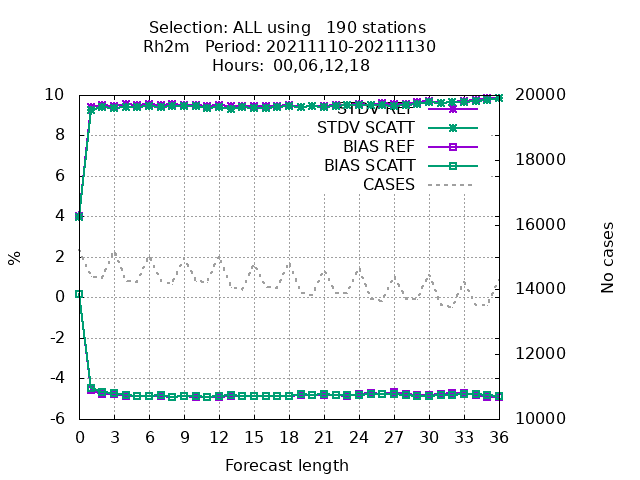 Selection: ALL using 190 stations
Rh2m Period: 20211110-20211130
Hours: 00,06,12,18
10
8
6
4
2
0
-2
-4
-6
%
20000
18000
16000
14000
12000
10000
No cases
STDV REF
STDV SCATT
BIAS REF
BIAS SCATT
CASES
0 3 6 9 12 15 18 21 24 27 30 33 36
Forecast length